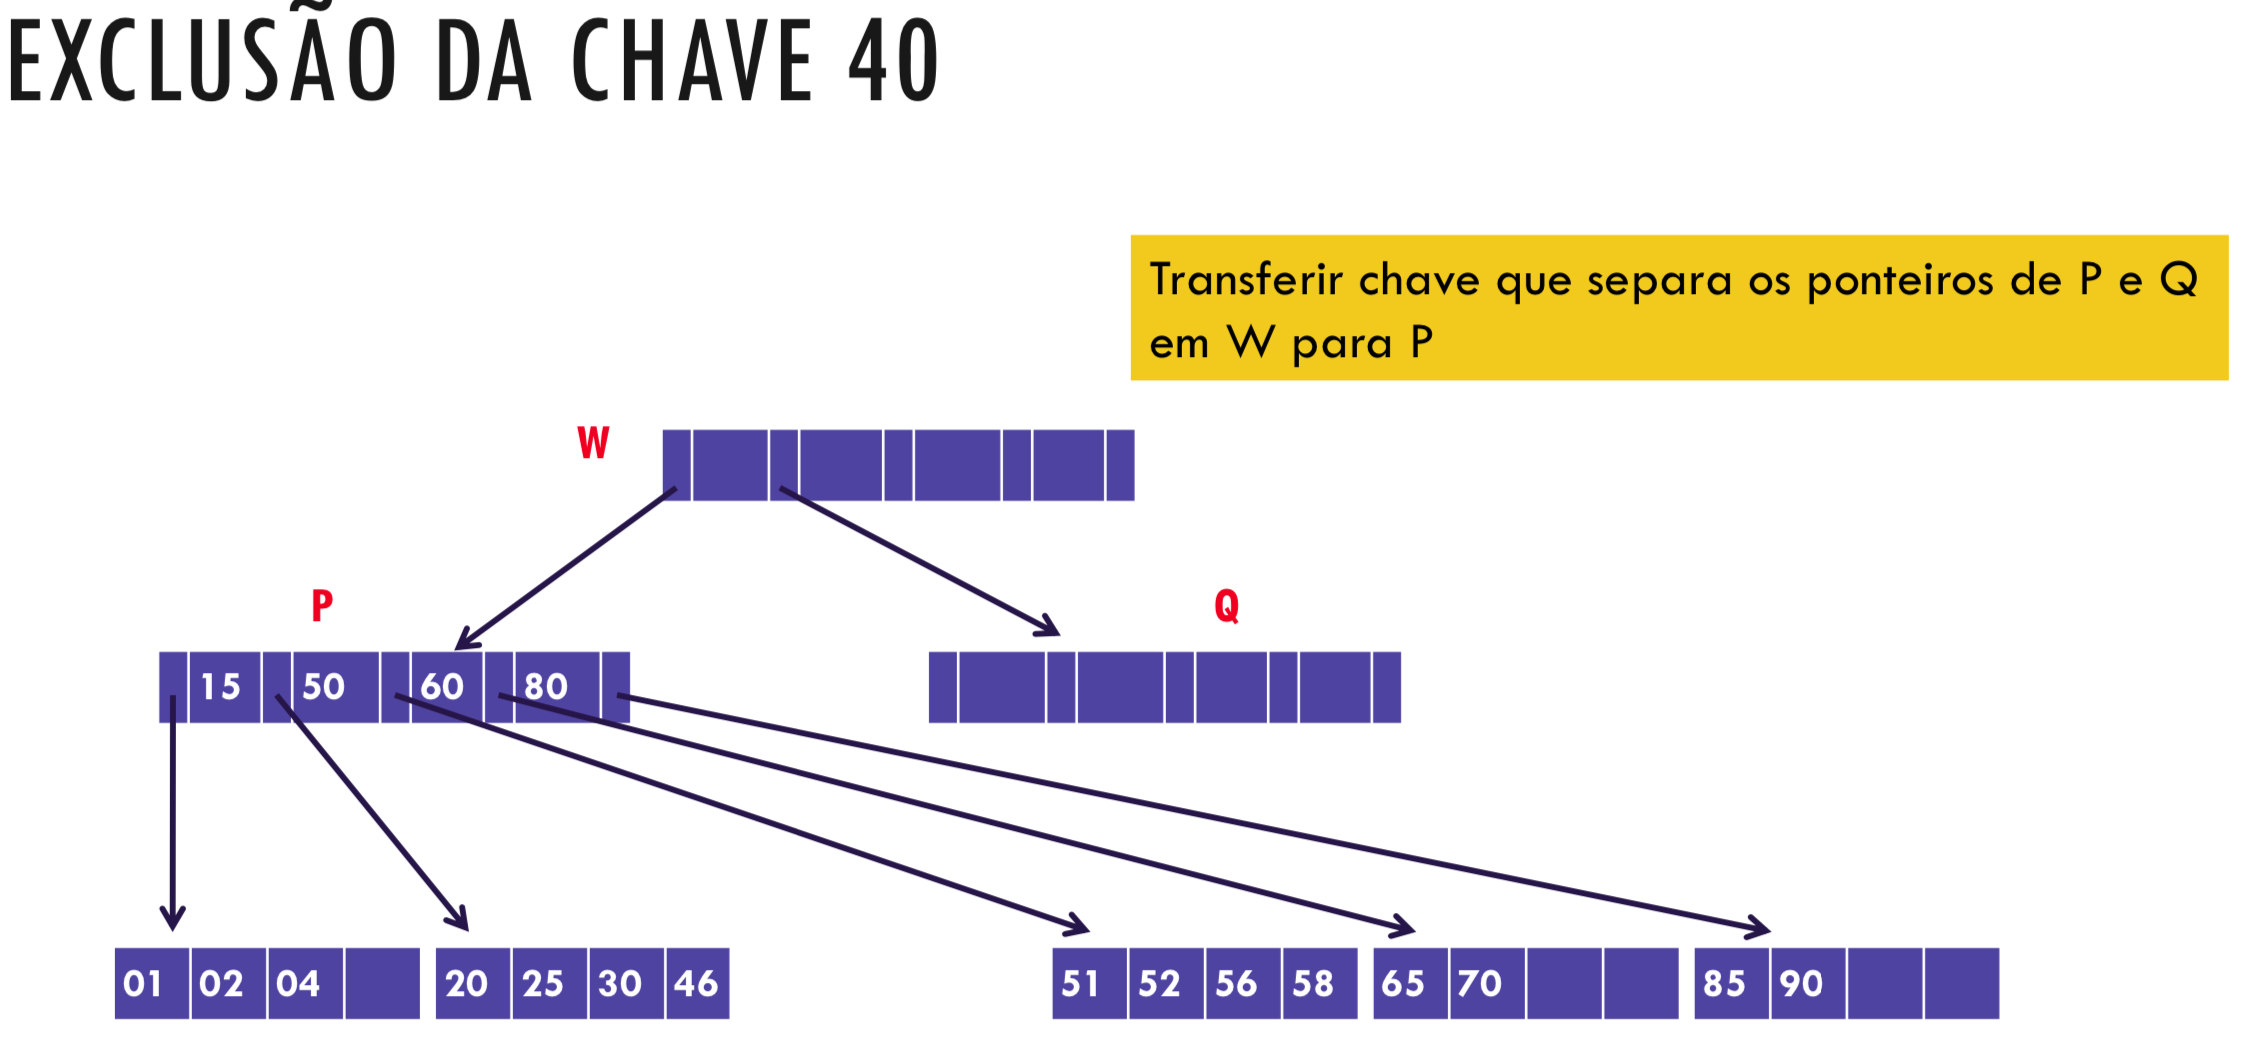 EXCLUSÃO DA CHAVE 40
Transferir chave que separa os ponteiros de P e Q
em W para P
W
P
Q
15 50 60 80
01 02 04 20 25 30 46 51 52 56 58 65 70 85 90